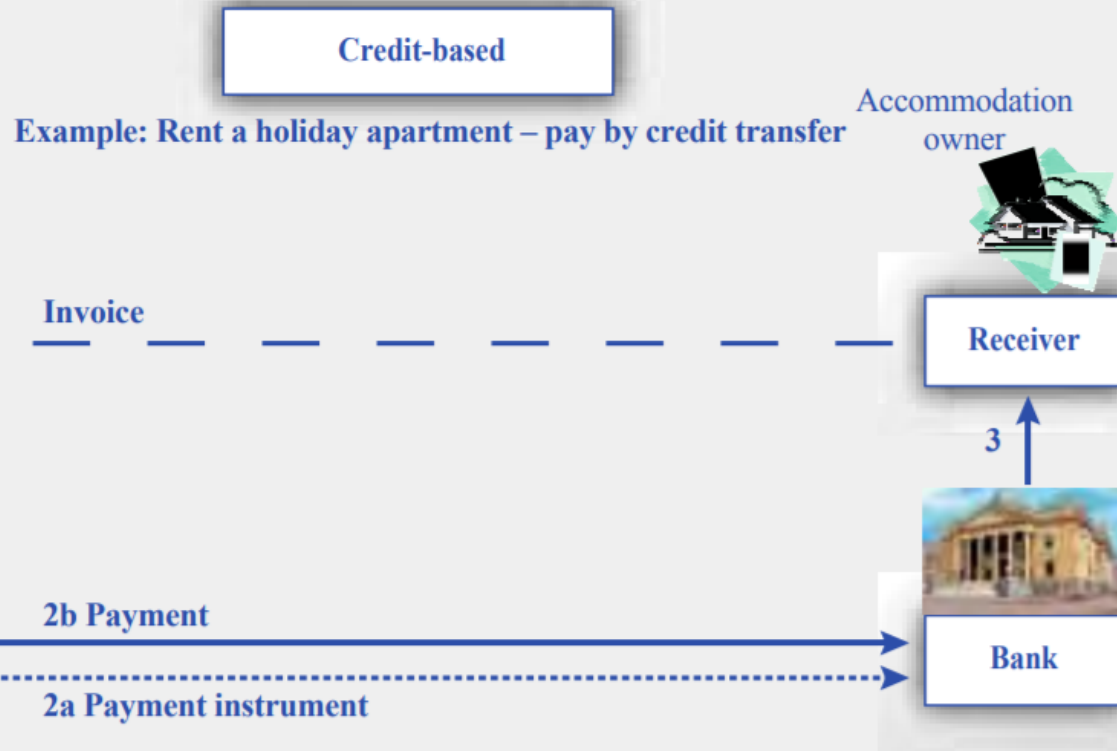 Credit-based
Example: Rent a holiday apartment – pay by credit transfer
Accommodation
owner
Invoice
Receiver
3
2b Payment
Bank
2a Payment instrument